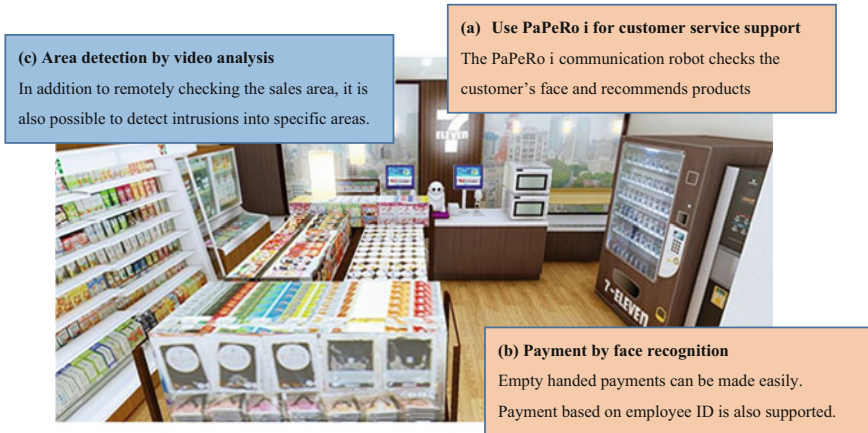 (a) Use PaPeRo i for customer service support
The PaPeRo i communication robot checks the
customer's face and recommends products
(c) Area detection by video analysis
In addition to remotely checking the sales area, it is
also possible to detect intrusions into specific areas.
7
ELEVEN
7-ELEVEN
(b) Payment by face recognition
Empty handed payments can be made easily.
Payment based on employee ID is also supported.